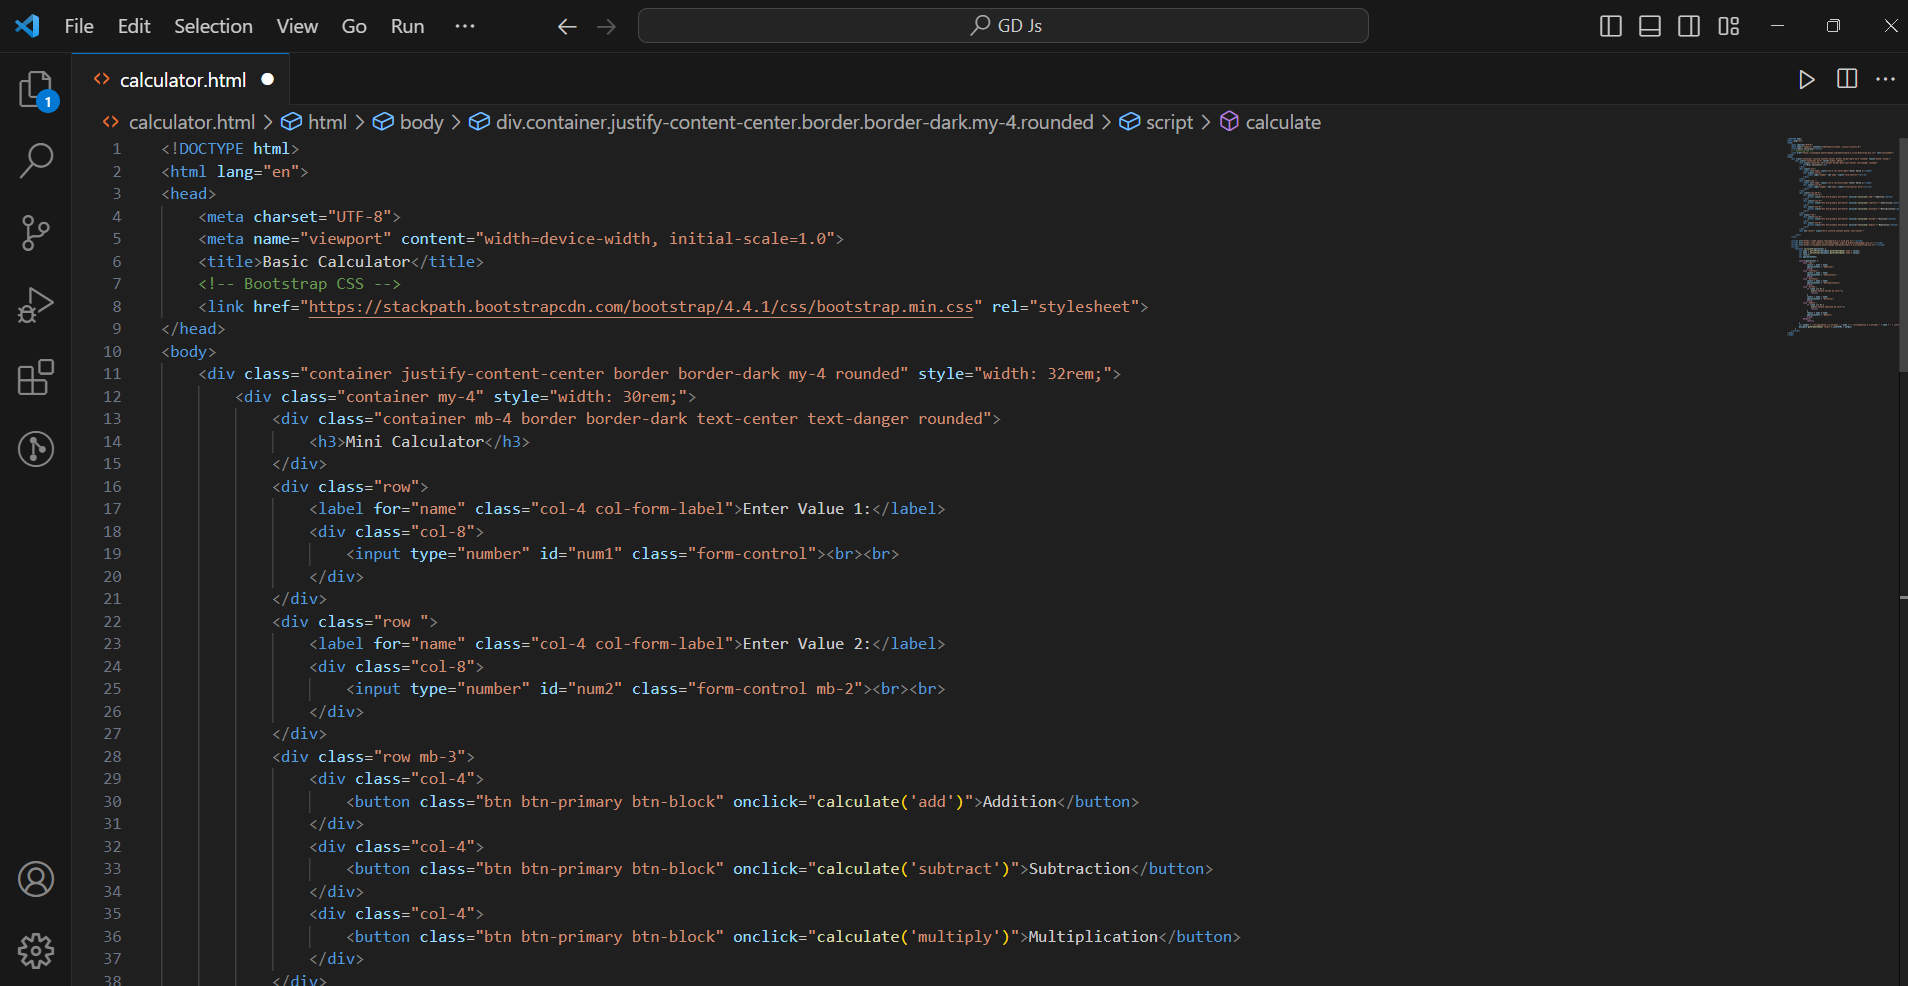 File Edit Selection View Go Run ··· GD Js
calculator.html
1
calculator.html > html > body > div.container.justify-content-center.border.border-dark.my-4.rounded > script > calculate
1 <!DOCTYPE html>
2 <html lang="en">
3 <head>
4 <meta charset="UTF-8">
5 <meta name="viewport" content="width=device-width, initial-scale=1.0">
6 <title>Basic Calculator</title>
7 <!-- Bootstrap CSS -->
8 <link href="https://stackpath.bootstrapcdn.com/bootstrap/4.4.1/css/bootstrap.min.css" rel="stylesheet">
9 </head>
10 <body>
11 <div class="container justify-content-center border border-dark my-4 rounded" style="width: 32rem;">
12 <div class="container my-4" style="width: 30rem;">
13 <div class="container mb-4 border border-dark text-center text-danger rounded">
14 <h3>Mini Calculator</h3>
15 </div>
16 <div class="row">
17 <label for="name" class="col-4 col-form-label">Enter Value 1:</label>
18 <div class="col-8">
19 <input type="number" id="num1" class="form-control"><br><br>
20 </div>
21 </div>
22 <div class="row ">
23 <label for="name" class="col-4 col-form-label">Enter Value 2:</label>
24 <div class="col-8">
25 <input type="number" id="num2" class="form-control mb-2"><br><br>
26 </div>
27 </div>
28 <div class="row mb-3">
29 <div class="col-4">
30 <button class="btn btn-primary btn-block" onclick="calculate('add')">Addition</button>
31 </div>
32 <div class="col-4">
33 <button class="btn btn-primary btn-block" onclick="calculate('subtract')">Subtraction</button>
34 </div>
35 <div class="col-4">
36 <button class="btn btn-primary btn-block" onclick="calculate('multiply')">Multiplication</button>
37 </div>
38 </div>